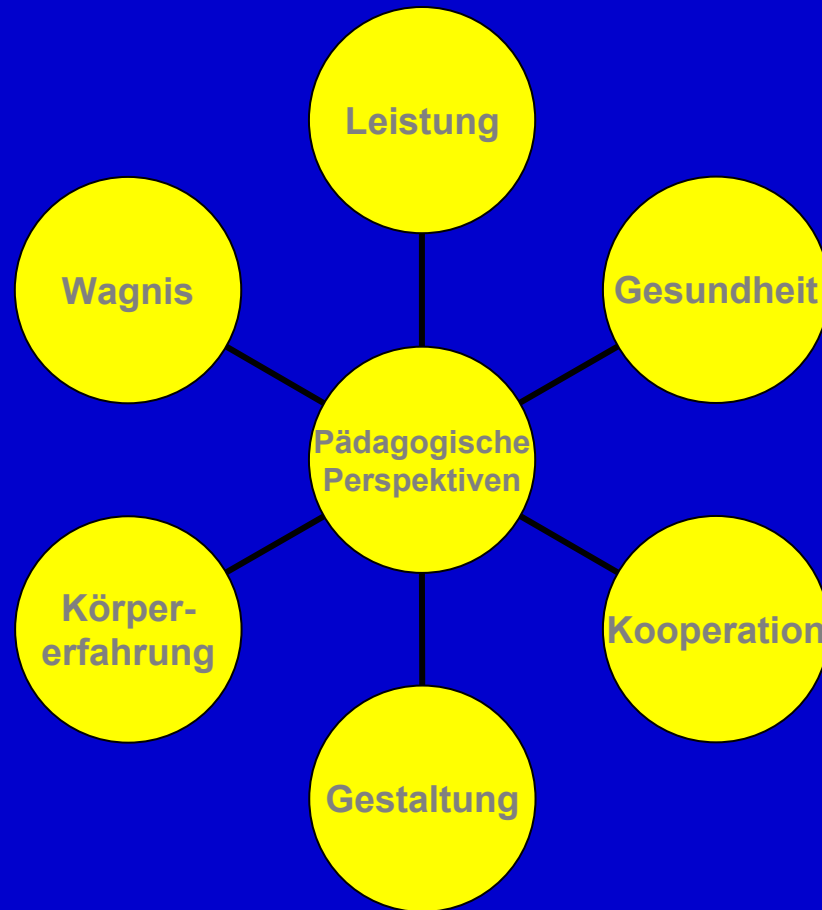 Leistung
Wagnis
Gesundheit
Pädagogische
Perspektiven
Körper-
erfahrung
Kooperation
Gestaltung